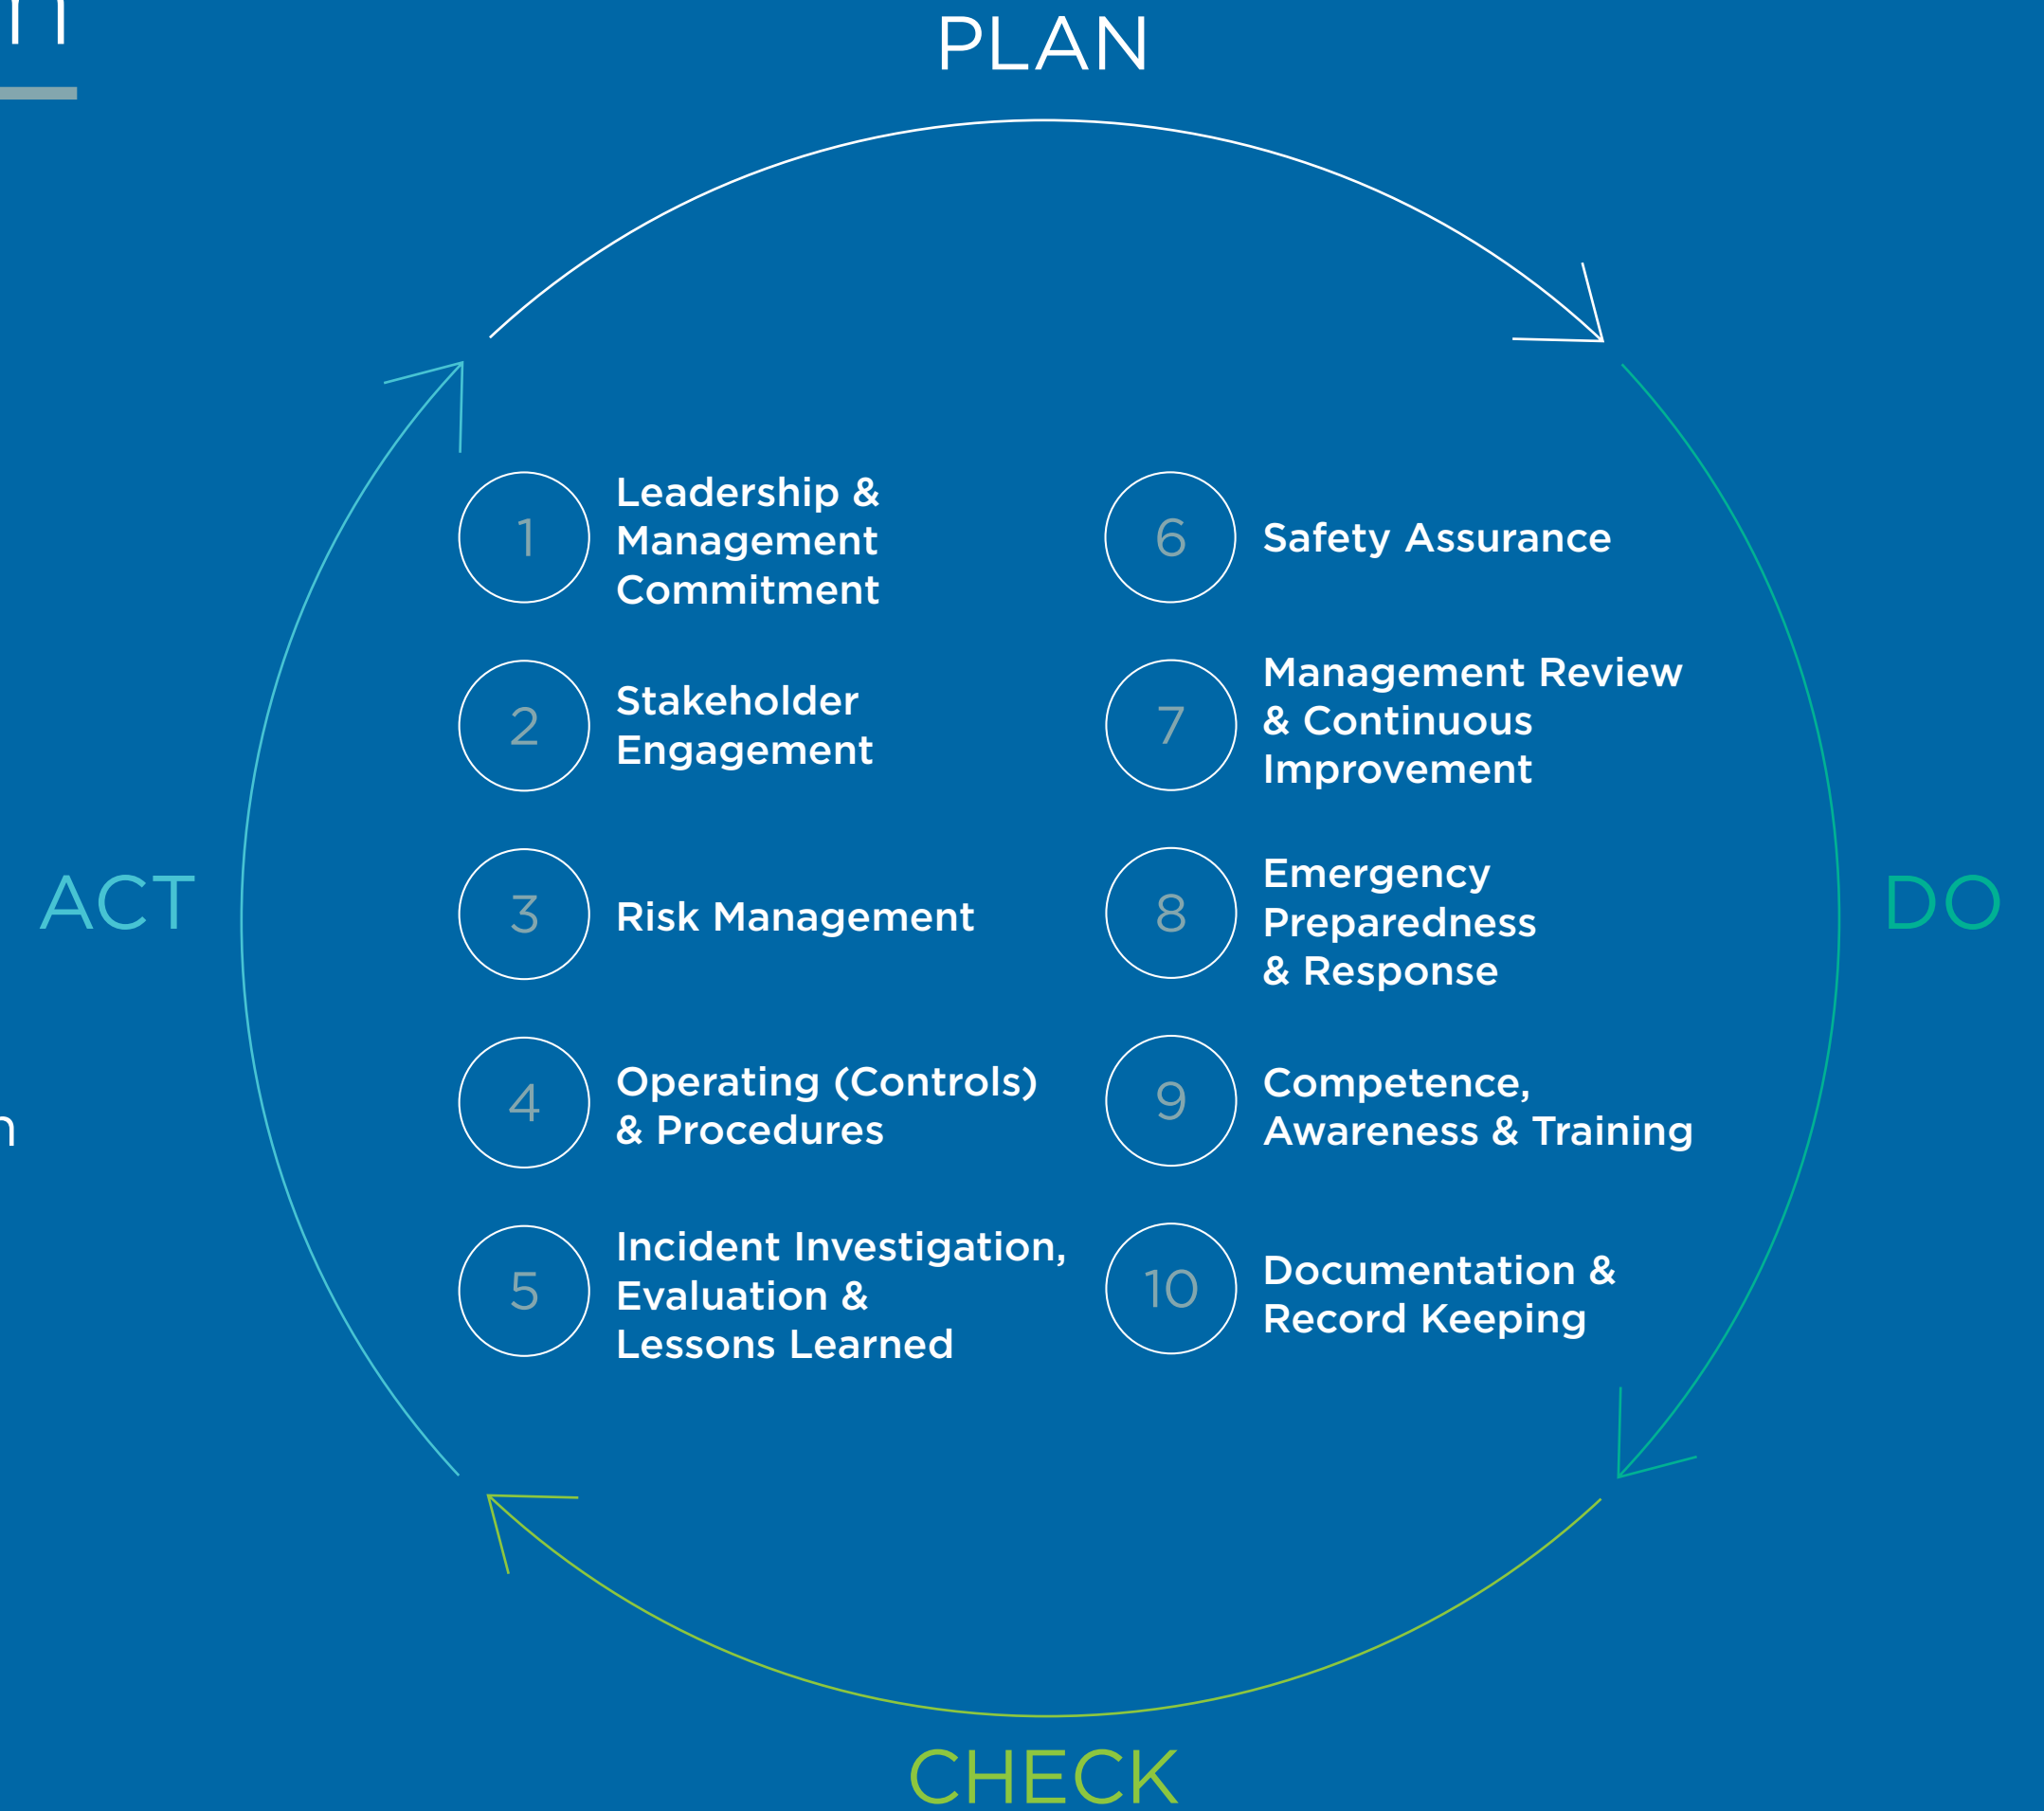 PLAN
1
Leadership &
Management
Commitment
2
Stakeholder
Engagement
3
Risk Management
4
Operating (Controls)
& Procedures
5
Incident Investigation,
Evaluation &
Lessons Learned
6
Safety Assurance
7
Management Review
& Continuous
Improvement
8
Emergency
Preparedness
& Response
9
Competence,
Awareness & Training
10
Documentation &
Record Keeping
ACT
DO
CHECK